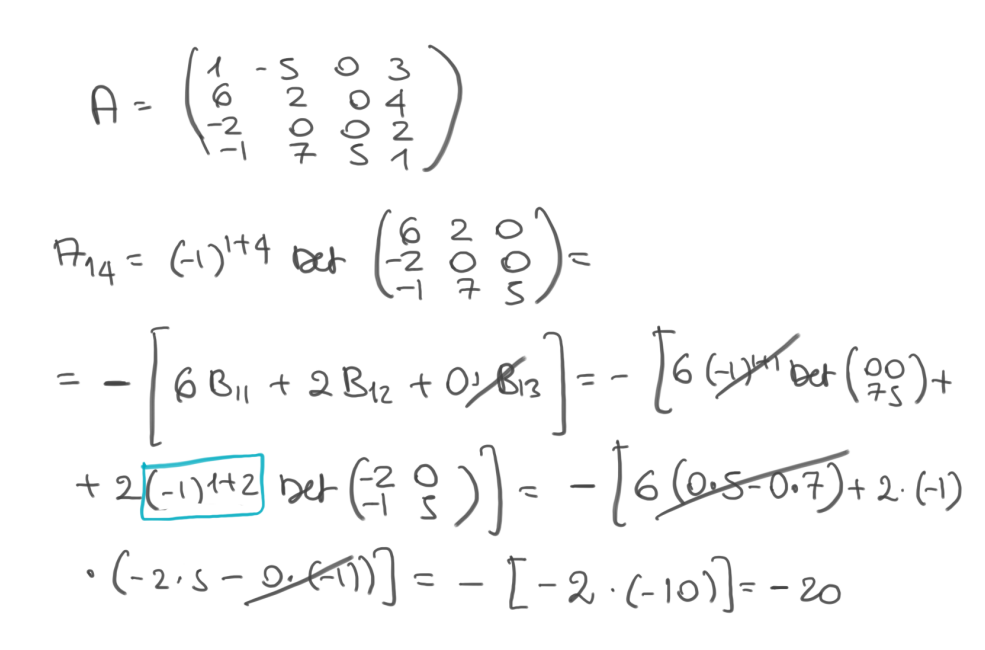 A = ( 1 -5 0 3
6 2 0 4
-2 0 0 2
-1 7 5 1 )
A₁₄ = (-1)¹⁺⁴ Det ( 6 2 0
-2 0 0
-1 7 5 ) =
= - [ 6 B₁₁ + 2 B₁₂ + 0· B₁₃ ] = - [ 6 (-1)¹⁺¹ Det ( 0 0
7 5 ) +
+ 2 (-1)¹⁺² Det ( -2 0
-1 5 ) ] = - [ 6 (0·5-0·7) + 2·(-1)
· (-2·5 - 0·(-1)) ] = - [ -2 · (-10) ] = -20